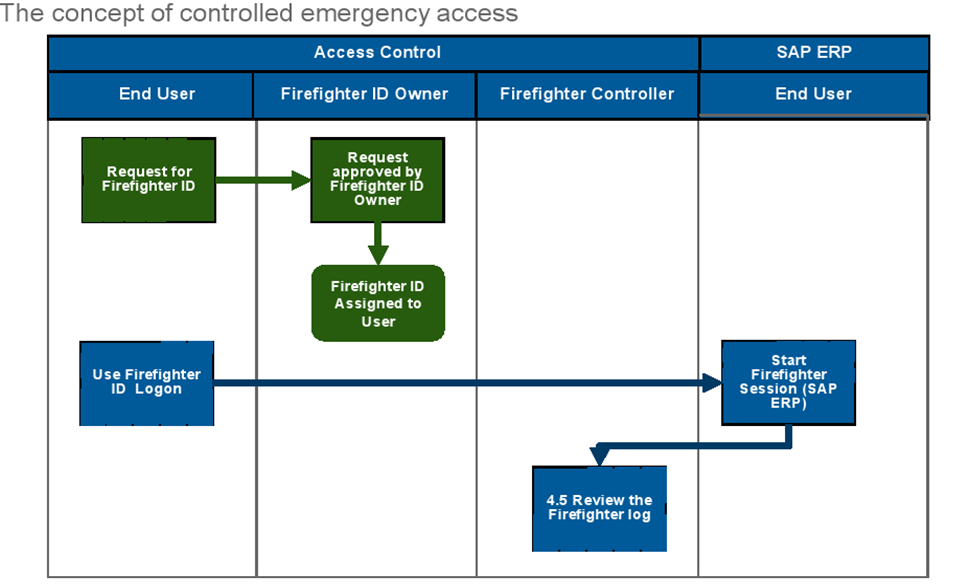 The concept of controlled emergency access
Access Control
SAP ERP
End User
Firefighter ID Owner
Firefighter Controller
End User
Request for
Firefighter ID
Request
approved by
Firefighter ID
Owner
Firefighter ID
Assigned to
User
Use Firefighter
ID Logon
Start
Firefighter
Session (SAP
ERP)
4.5 Review the
Firefighter log